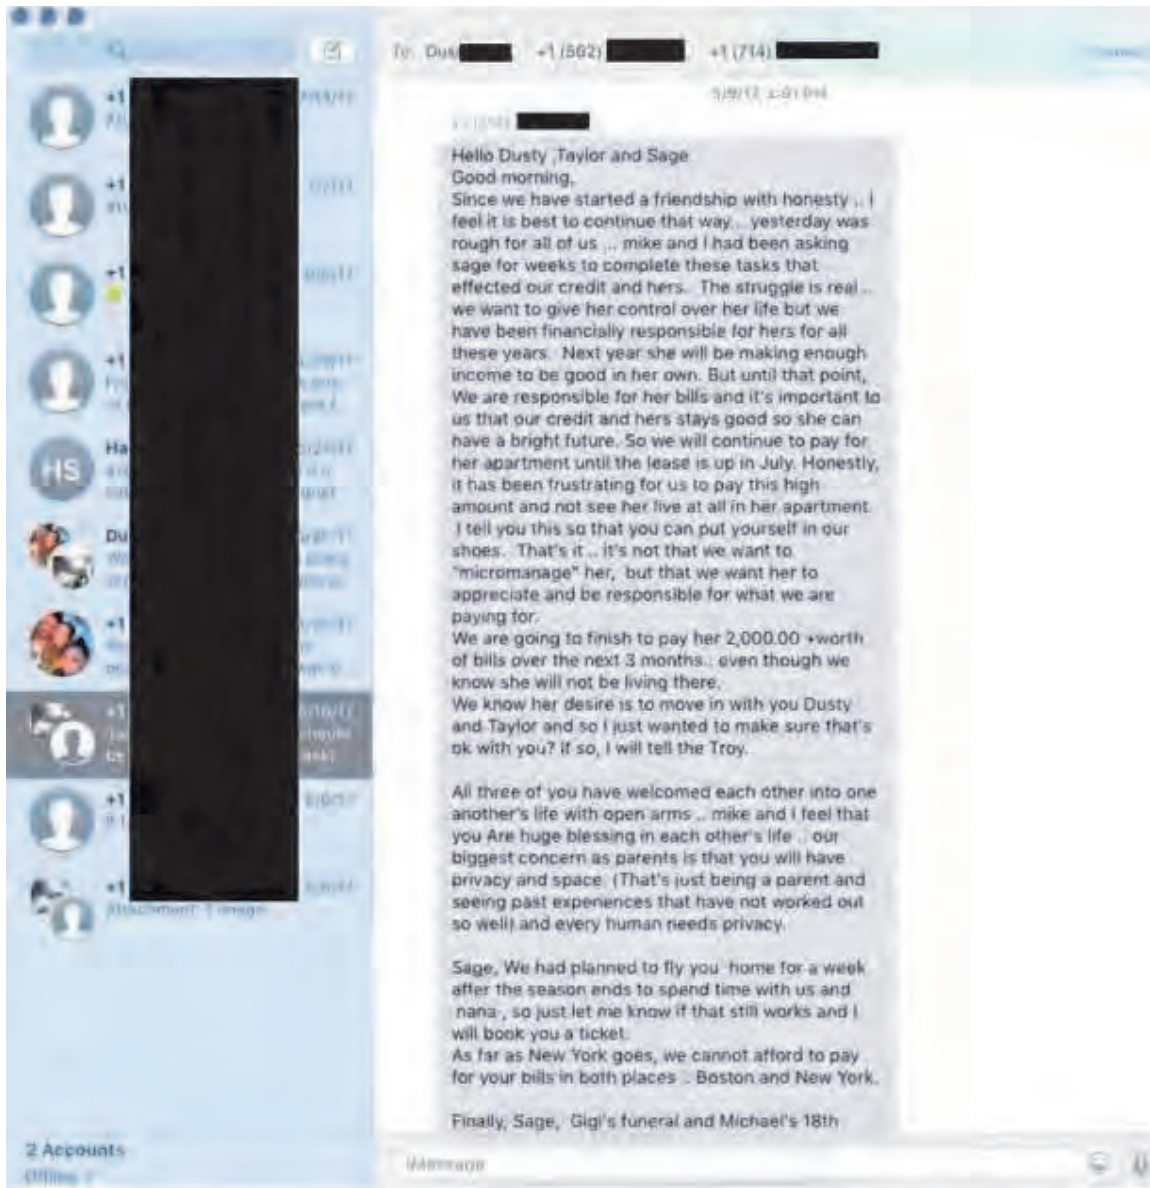 To: Dus
+1 (562)
+1 (714)
Hello Dusty ,Taylor and Sage
Good morning,
Since we have started a friendship with honesty .. I
feel it is best to continue that way .. yesterday was
rough for all of us ... mike and I had been asking
sage for weeks to complete these tasks that
effected our credit and hers. The struggle is real ..
we want to give her control over her life but we
have been financially responsible for hers for all
these years. Next year she will be making enough
income to be good in her own. But until that point,
We are responsible for her bills and it's important to
us that our credit and hers stays good so she can
have a bright future. So we will continue to pay for
her apartment until the lease is up in July. Honestly,
it has been frustrating for us to pay this high
amount and not see her live at all in her apartment.
I tell you this so that you can put yourself in our
shoes. That's it .. it's not that we want to
"micromanage" her, but that we want her to
appreciate and be responsible for what we are
paying for.
We are going to finish to pay her 2,000.00 +worth
of bills over the next 3 months.. even though we
know she will not be living there.
We know her desire is to move in with you Dusty
and Taylor and so I just wanted to make sure that's
ok with you? If so, I will tell the Troy.
All three of you have welcomed each other into one
another's life with open arms .. mike and I feel that
you Are huge blessing in each other's life .. our
biggest concern as parents is that you will have
privacy and space. (That's just being a parent and
seeing past experiences that have not worked out
so well) and every human needs privacy.
Sage, We had planned to fly you home for a week
after the season ends to spend time with us and
nana , so just let me know if that still works and I
will book you a ticket.
As far as New York goes, we cannot afford to pay
for your bills in both places .. Boston and New York.
Finally, Sage, Gigi's funeral and Michael's 18th
iMessage
+1
+1
+1
+1
Ha
HS
Du
+1
+1
should
+1
+1
Attachment: 1 image
2 Accounts
Offline